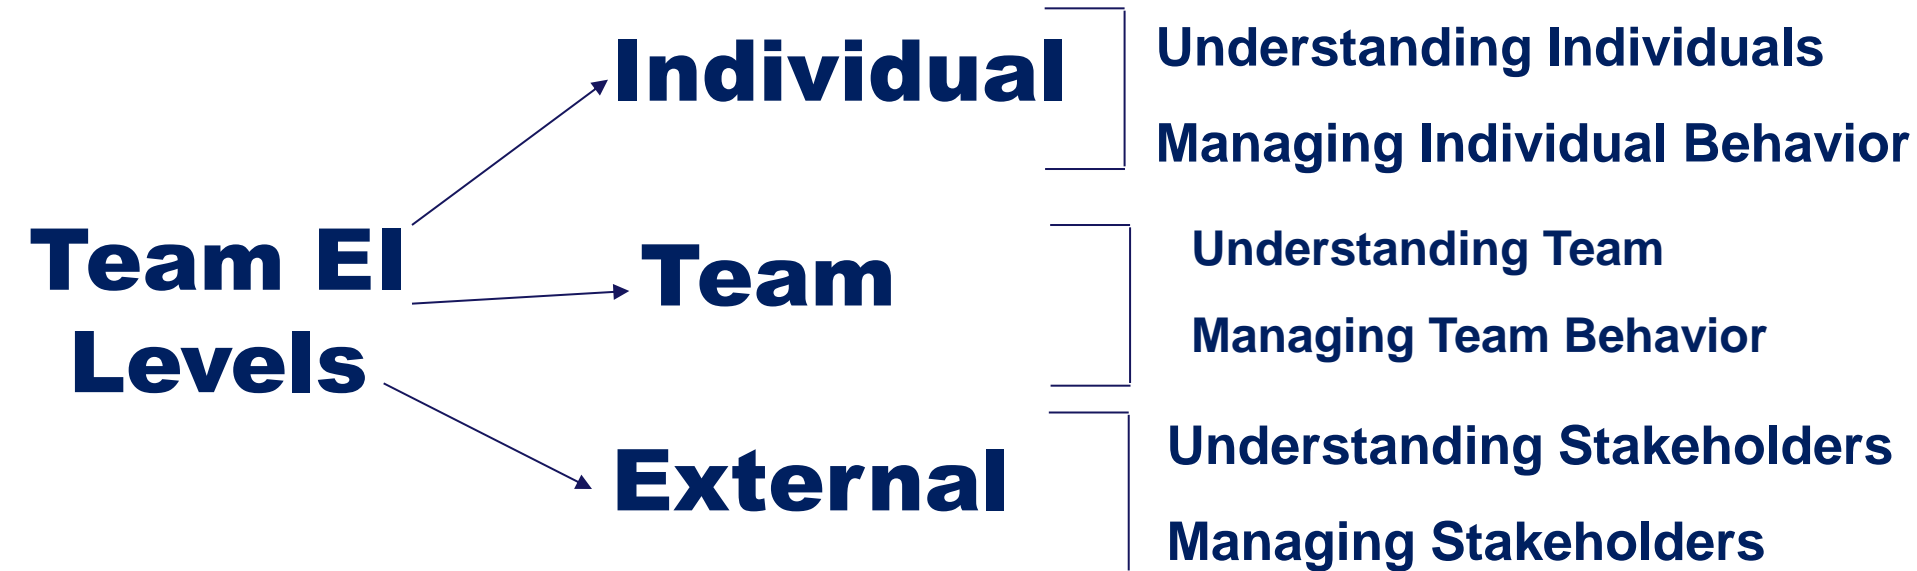 Team EI
Levels
Individual
Understanding Individuals
Managing Individual Behavior
Team
Understanding Team
Managing Team Behavior
External
Understanding Stakeholders
Managing Stakeholders